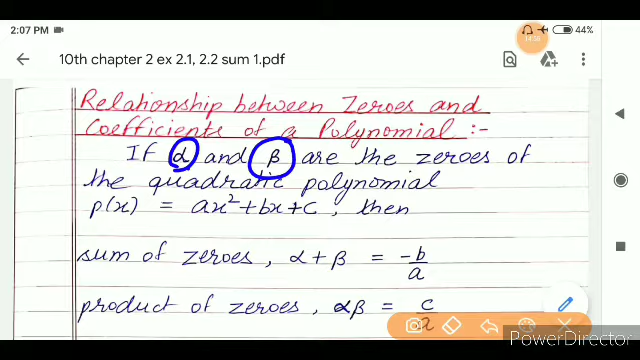 2:07 PM
44%
14:56
10th chapter 2 ex 2.1, 2.2 sum 1.pdf
Relationship between Zeroes and
Coefficients of a Polynomial :-
If α and β are the zeroes of
the quadratic polynomial
p(x) = ax²+bx+c, then
sum of zeroes, α + β = -b/a
product of zeroes, αβ = c/a
PowerDirector